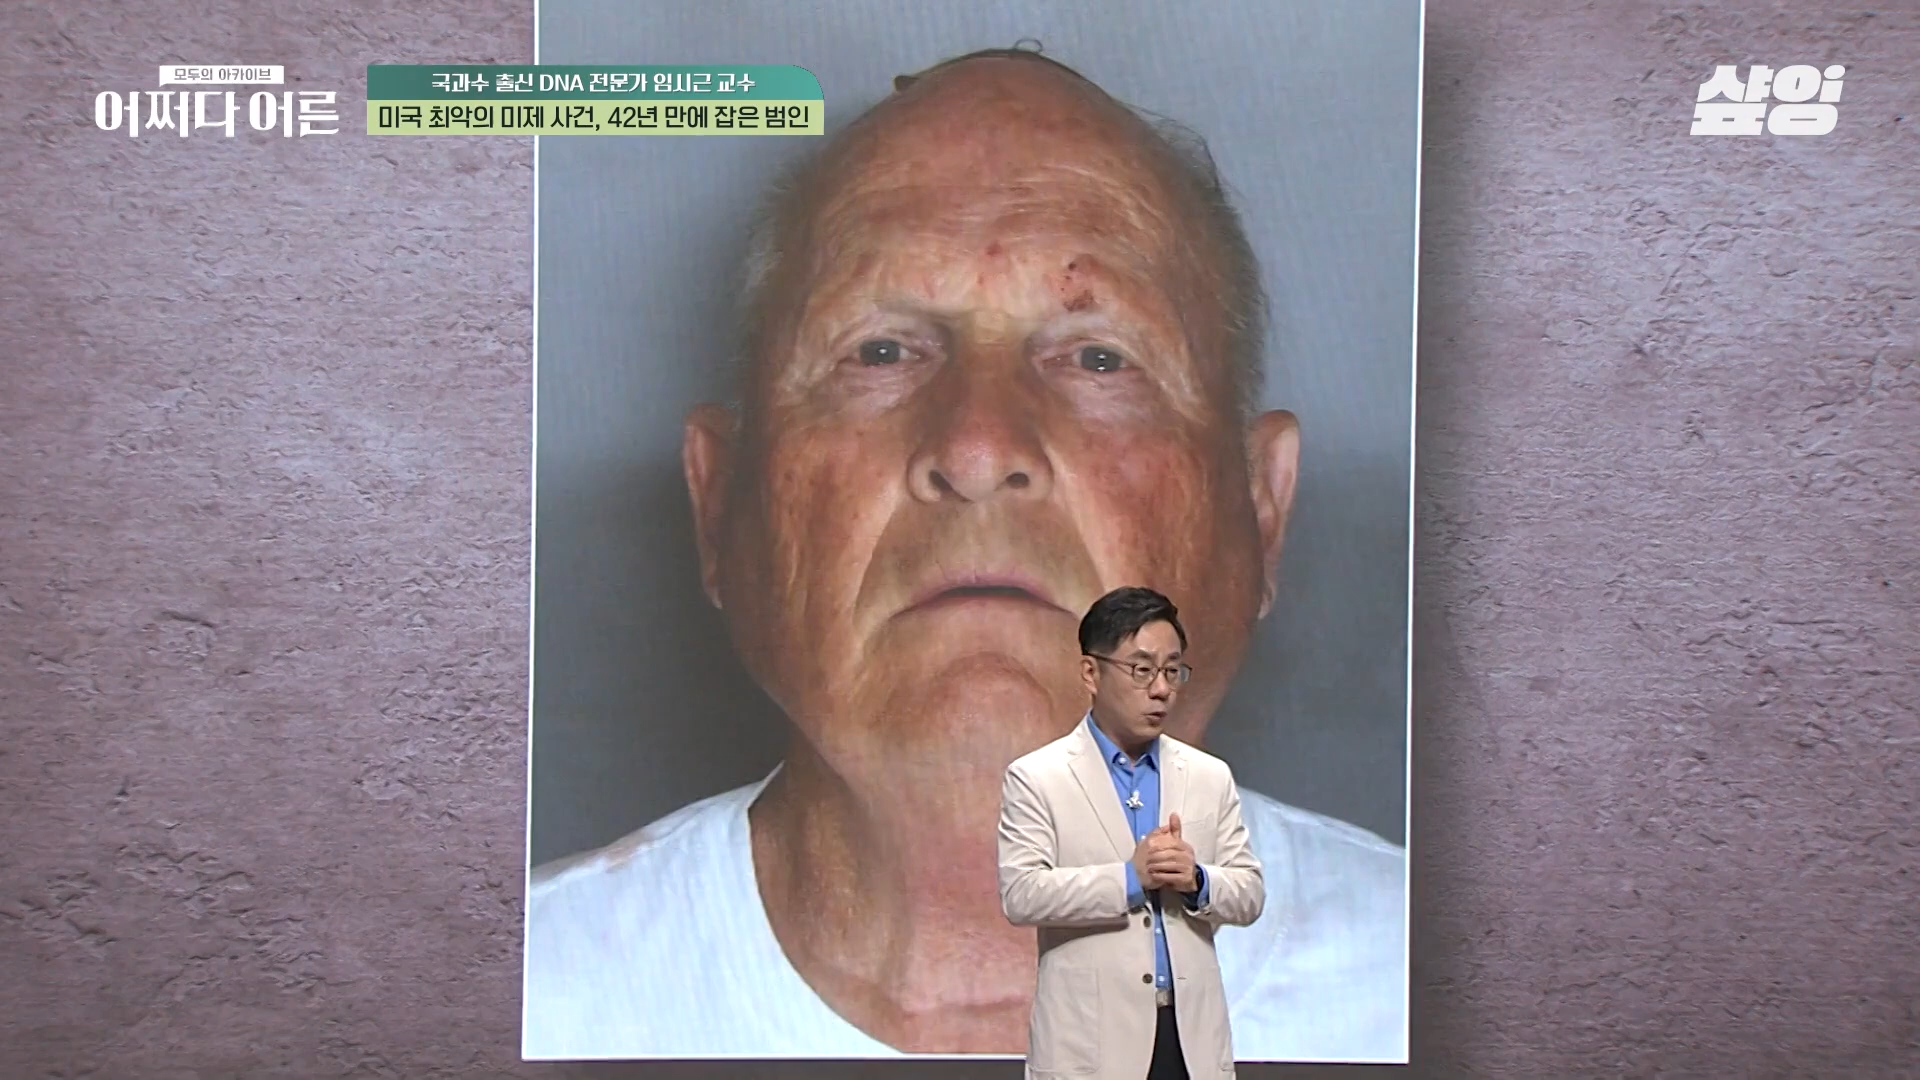 모두의 아카이브
어쩌다 어른
국과수 출신 DNA 전문가 임시근 교수
미국 최악의 미제 사건, 42년 만에 잡은 범인
샾잉